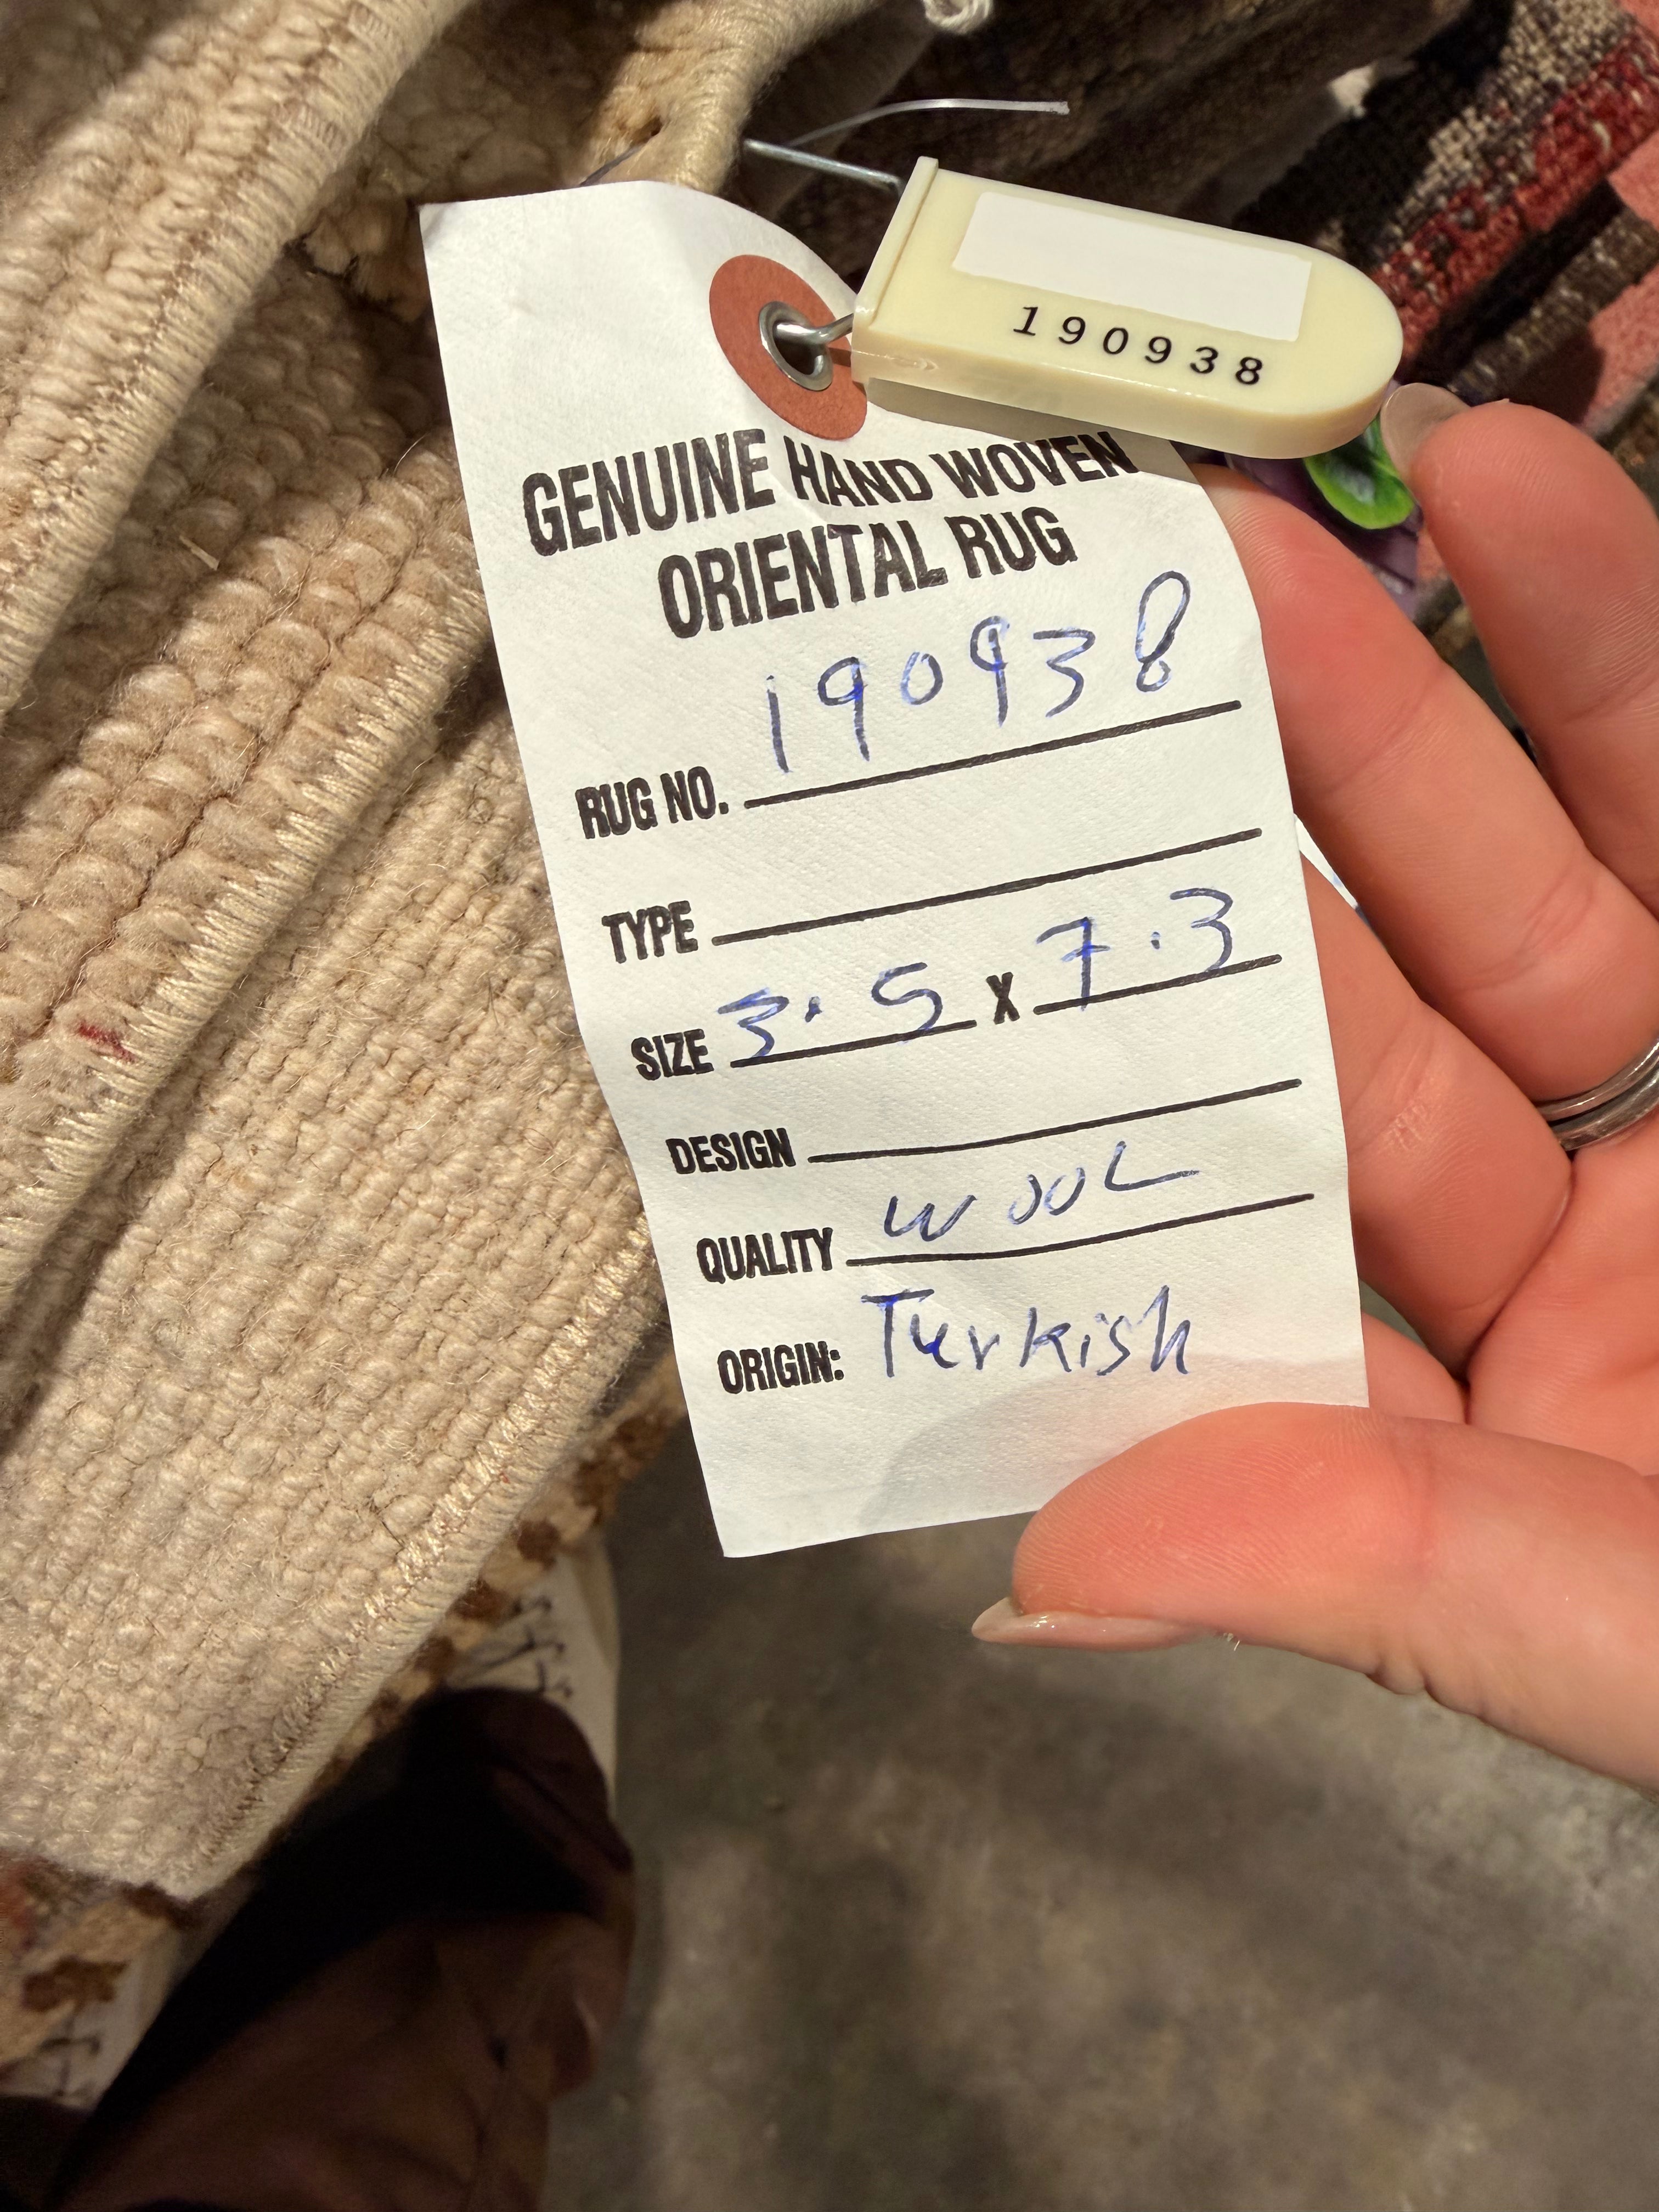 190938
GENUINE HAND WOVEN
ORIENTAL RUG
RUG NO. 190938
TYPE
SIZE 3.5 X 7.3
DESIGN
QUALITY WOOL
ORIGIN: Turkish